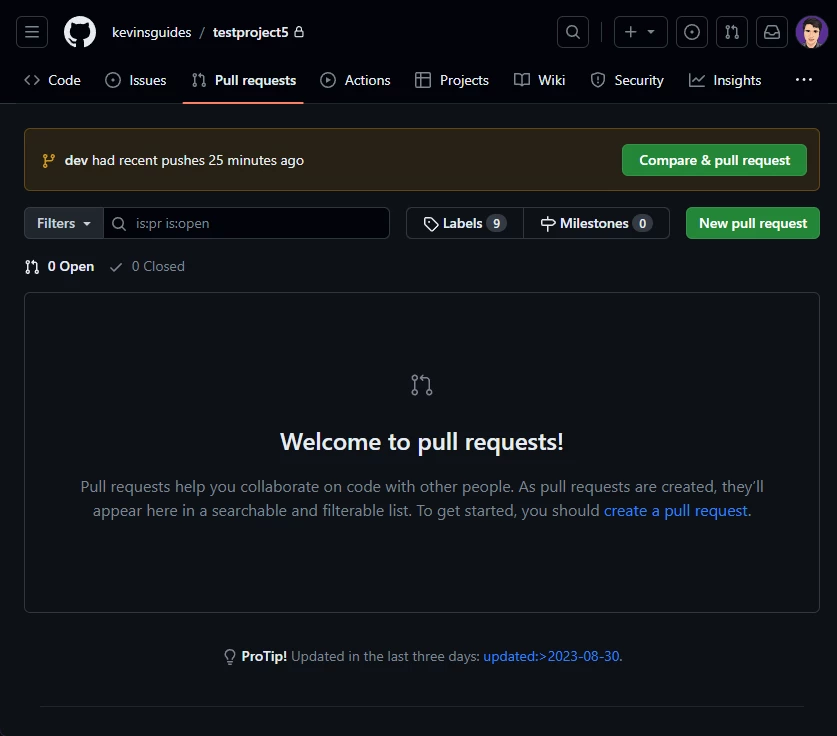 kevinsguides / testproject5
Code Issues Pull requests Actions Projects Wiki Security Insights
dev had recent pushes 25 minutes ago Compare & pull request
Filters is:pr is:open Labels 9 Milestones 0 New pull request
0 Open 0 Closed
Welcome to pull requests!
Pull requests help you collaborate on code with other people. As pull requests are created, they’ll
appear here in a searchable and filterable list. To get started, you should create a pull request.
ProTip! Updated in the last three days: updated:>2023-08-30.